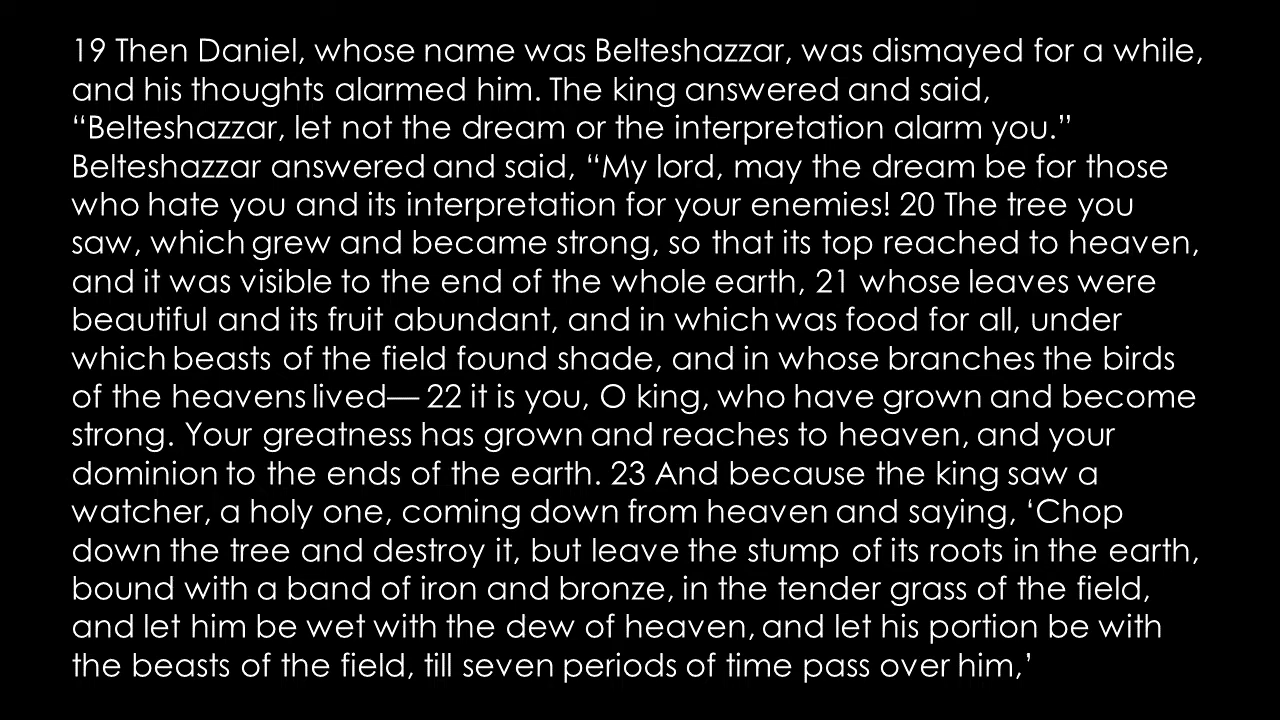 19 Then Daniel, whose name was Belteshazzar, was dismayed for a while,
and his thoughts alarmed him. The king answered and said,
“Belteshazzar, let not the dream or the interpretation alarm you.”
Belteshazzar answered and said, “My lord, may the dream be for those
who hate you and its interpretation for your enemies! 20 The tree you
saw, which grew and became strong, so that its top reached to heaven,
and it was visible to the end of the whole earth, 21 whose leaves were
beautiful and its fruit abundant, and in which was food for all, under
which beasts of the field found shade, and in whose branches the birds
of the heavens lived— 22 it is you, O king, who have grown and become
strong. Your greatness has grown and reaches to heaven, and your
dominion to the ends of the earth. 23 And because the king saw a
watcher, a holy one, coming down from heaven and saying, ‘Chop
down the tree and destroy it, but leave the stump of its roots in the earth,
bound with a band of iron and bronze, in the tender grass of the field,
and let him be wet with the dew of heaven, and let his portion be with
the beasts of the field, till seven periods of time pass over him,’